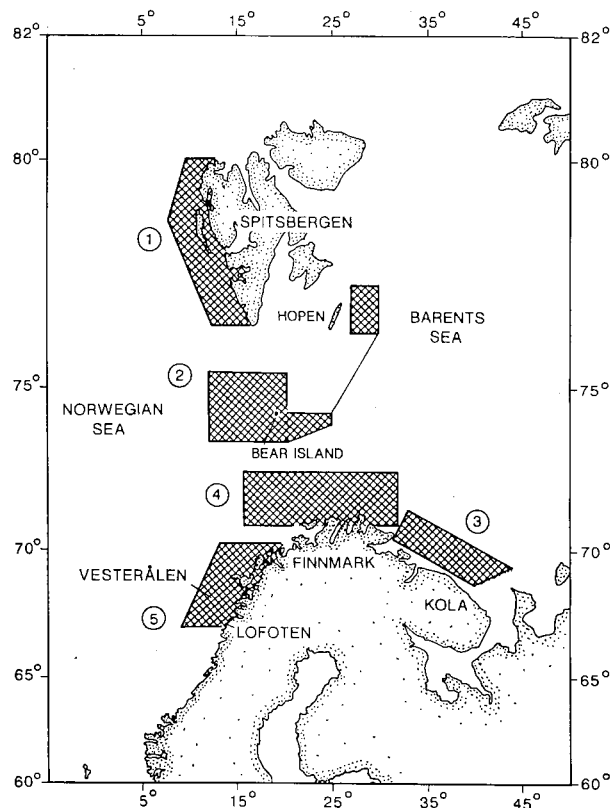 5° 15° 25° 35° 45°
82° 82°
80° 80°
SPITSBERGEN
1
HOPEN
BARENTS
SEA
2
75° 75°
NORWEGIAN
SEA
BEAR ISLAND
4
3
70° 70°
FINNMARK
VESTERÅLEN
KOLA
5
LOFOTEN
65° 65°
60° 60°
5° 15° 25° 35° 45°